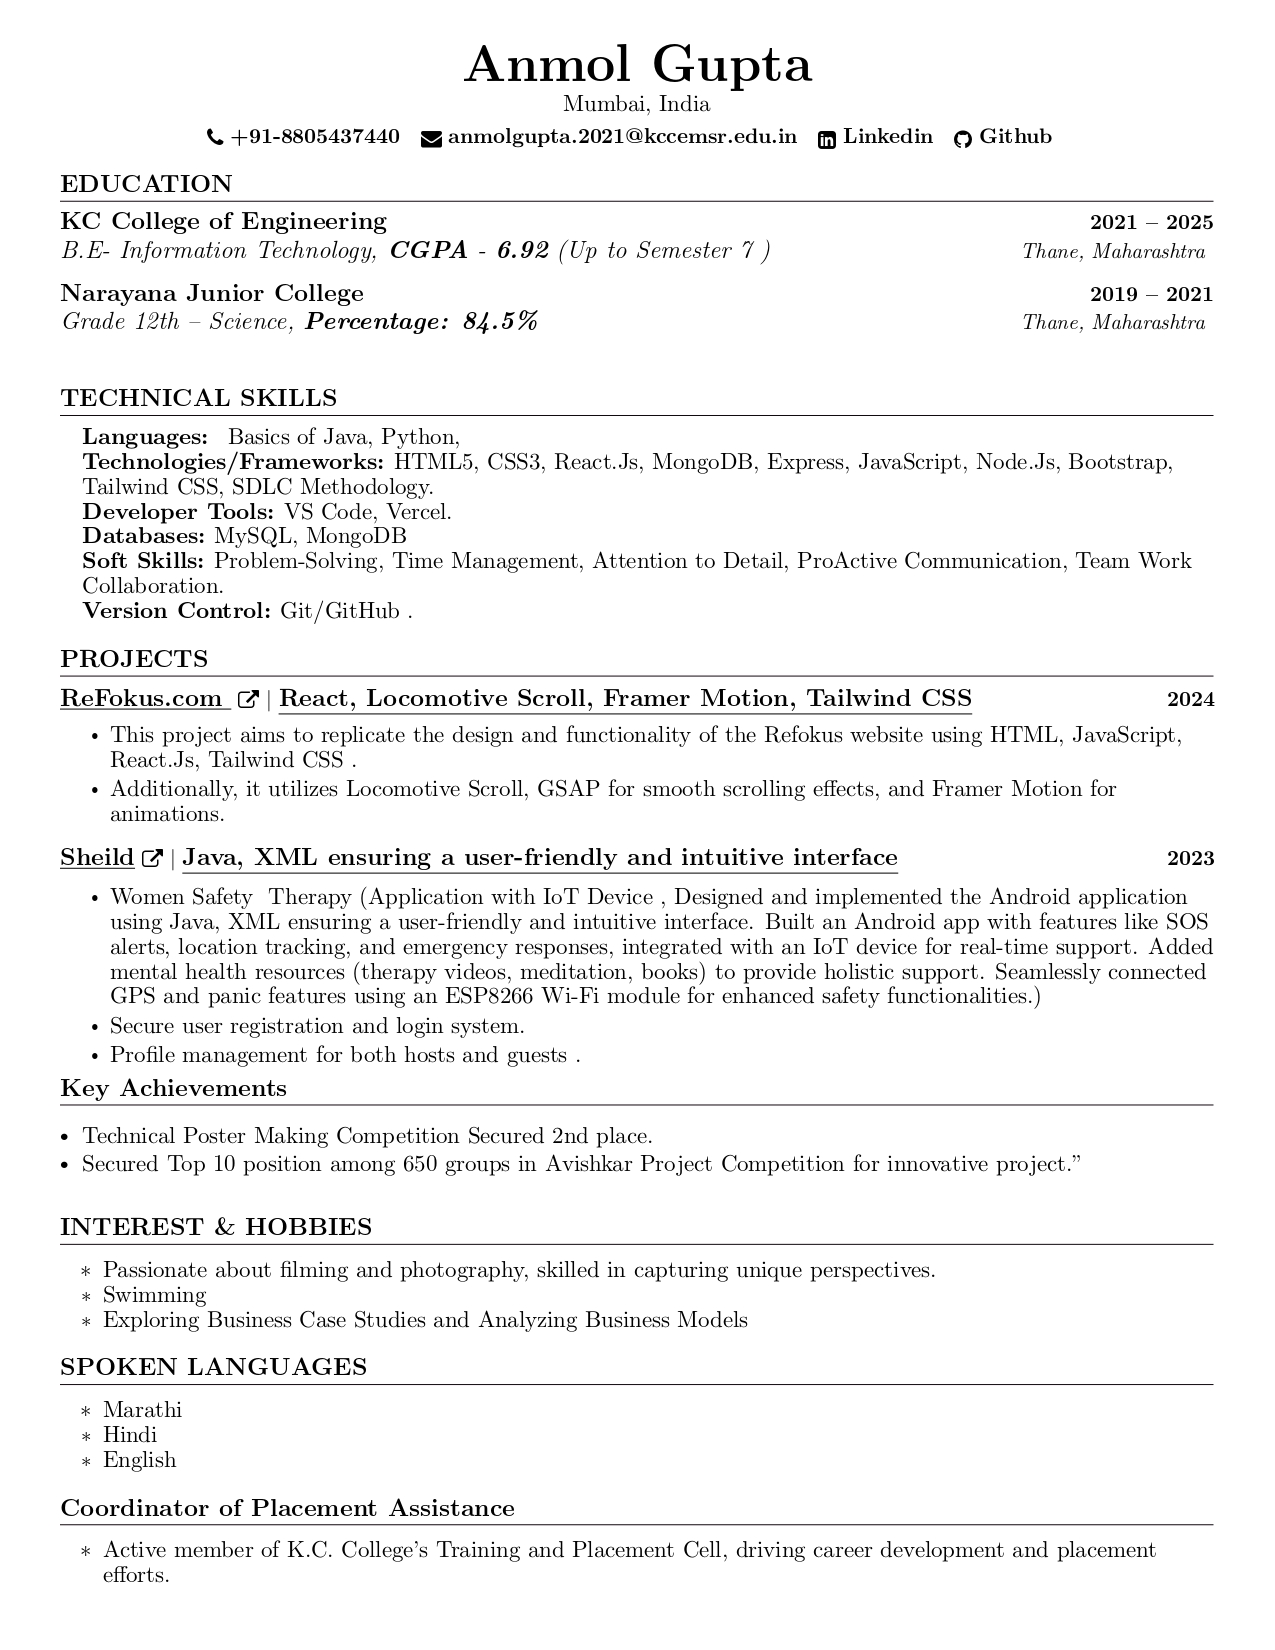 Anmol Gupta
Mumbai, India
+91-8805437440 anmolgupta.2021@kccemsr.edu.in Linkedin Github
EDUCATION
KC College of Engineering 2021 – 2025
B.E- Information Technology, CGPA - 6.92 (Up to Semester 7 ) Thane, Maharashtra
Narayana Junior College 2019 – 2021
Grade 12th – Science, Percentage: 84.5% Thane, Maharashtra
TECHNICAL SKILLS
Languages: Basics of Java, Python,
Technologies/Frameworks: HTML5, CSS3, React.Js, MongoDB, Express, JavaScript, Node.Js, Bootstrap,
Tailwind CSS, SDLC Methodology.
Developer Tools: VS Code, Vercel.
Databases: MySQL, MongoDB
Soft Skills: Problem-Solving, Time Management, Attention to Detail, ProActive Communication, Team Work
Collaboration.
Version Control: Git/GitHub .
PROJECTS
ReFokus.com | React, Locomotive Scroll, Framer Motion, Tailwind CSS 2024
• This project aims to replicate the design and functionality of the Refokus website using HTML, JavaScript,
React.Js, Tailwind CSS .
• Additionally, it utilizes Locomotive Scroll, GSAP for smooth scrolling effects, and Framer Motion for
animations.
Sheild | Java, XML ensuring a user-friendly and intuitive interface 2023
• Women Safety Therapy (Application with IoT Device , Designed and implemented the Android application
using Java, XML ensuring a user-friendly and intuitive interface. Built an Android app with features like SOS
alerts, location tracking, and emergency responses, integrated with an IoT device for real-time support. Added
mental health resources (therapy videos, meditation, books) to provide holistic support. Seamlessly connected
GPS and panic features using an ESP8266 Wi-Fi module for enhanced safety functionalities.)
• Secure user registration and login system.
• Profile management for both hosts and guests .
Key Achievements
• Technical Poster Making Competition Secured 2nd place.
• Secured Top 10 position among 650 groups in Avishkar Project Competition for innovative project.”
INTEREST & HOBBIES
∗ Passionate about filming and photography, skilled in capturing unique perspectives.
∗ Swimming
∗ Exploring Business Case Studies and Analyzing Business Models
SPOKEN LANGUAGES
∗ Marathi
∗ Hindi
∗ English
Coordinator of Placement Assistance
∗ Active member of K.C. College’s Training and Placement Cell, driving career development and placement
efforts.